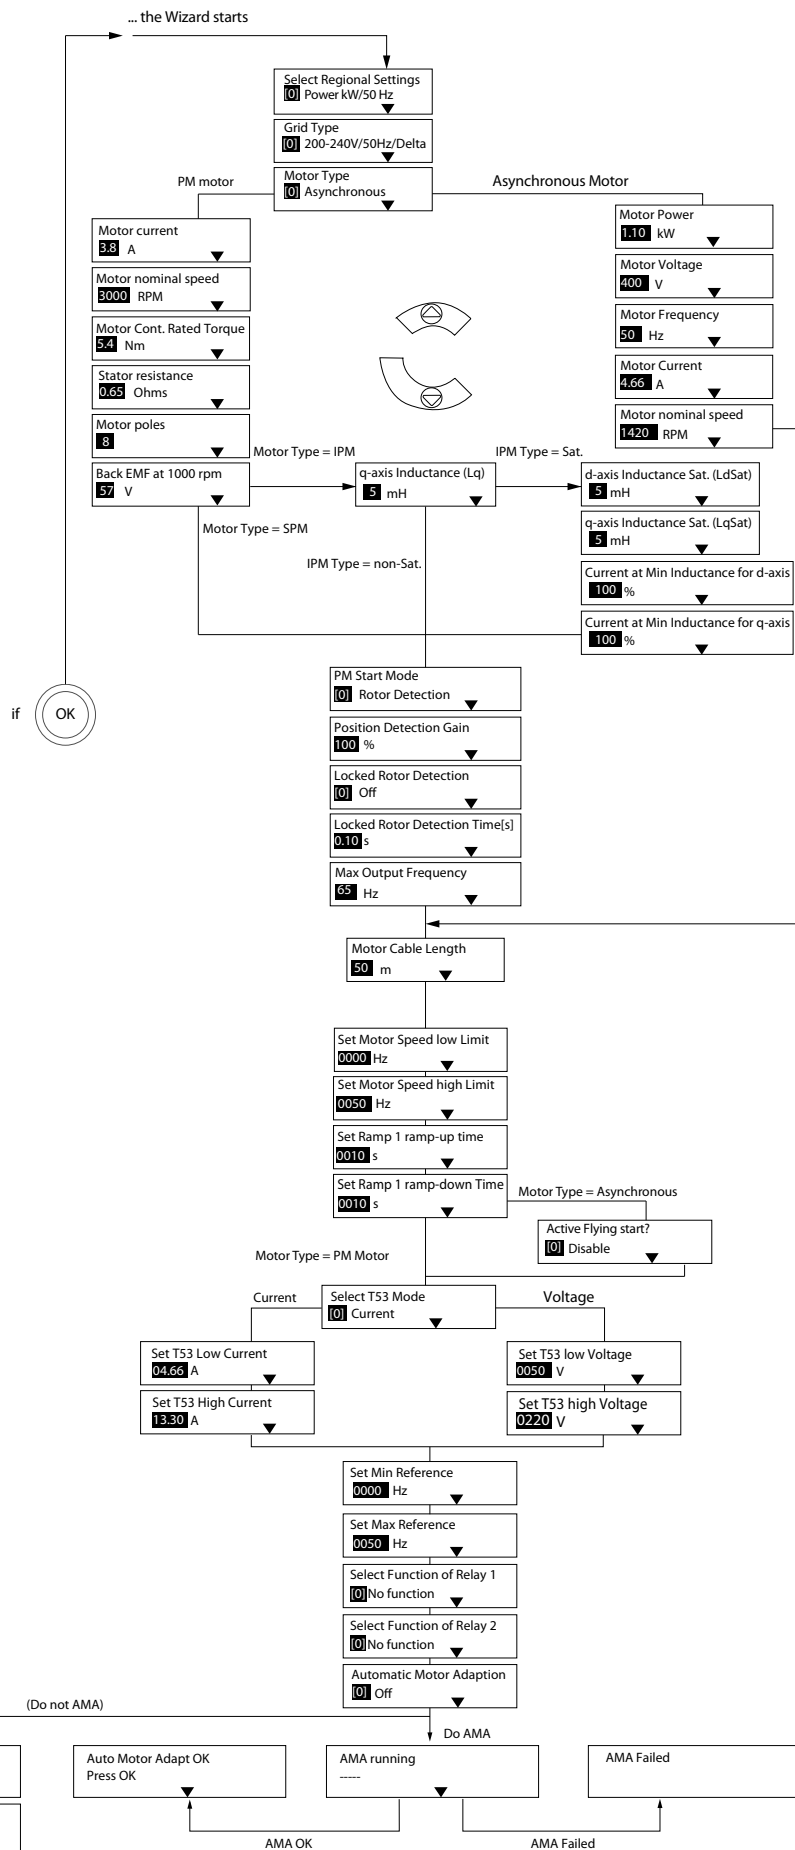 ... the Wizard starts
Select Regional Settings
[0] Power kW/50 Hz
Grid Type
[0] 200-240V/50Hz/Delta
Motor Type
[0] Asynchronous
PM motor
Asynchronous Motor
Motor current
3.8 A
Motor nominal speed
3000 RPM
Motor Cont. Rated Torque
5.4 Nm
Stator resistance
0.65 Ohms
Motor poles
8
Back EMF at 1000 rpm
57 V
Motor Power
1.10 kW
Motor Voltage
400 V
Motor Frequency
50 Hz
Motor Current
4.66 A
Motor nominal speed
1420 RPM
Motor Type = IPM
q-axis Inductance (Lq)
5 mH
IPM Type = Sat.
d-axis Inductance Sat. (LdSat)
5 mH
q-axis Inductance Sat. (LqSat)
5 mH
Current at Min Inductance for d-axis
100 %
Current at Min Inductance for q-axis
100 %
Motor Type = SPM
IPM Type = non-Sat.
if
OK
PM Start Mode
[0] Rotor Detection
Position Detection Gain
100 %
Locked Rotor Detection
[0] Off
Locked Rotor Detection Time[s]
0.10 s
Max Output Frequency
65 Hz
Motor Cable Length
50 m
Set Motor Speed low Limit
0000 Hz
Set Motor Speed high Limit
0050 Hz
Set Ramp 1 ramp-up time
0010 s
Set Ramp 1 ramp-down Time
0010 s
Motor Type = Asynchronous
Active Flying start?
[0] Disable
Motor Type = PM Motor
Select T53 Mode
[0] Current
Current
Voltage
Set T53 Low Current
04.66 A
Set T53 High Current
13.30 A
Set T53 low Voltage
0050 V
Set T53 high Voltage
0220 V
Set Min Reference
0000 Hz
Set Max Reference
0050 Hz
Select Function of Relay 1
[0] No function
Select Function of Relay 2
[0] No function
Automatic Motor Adaption
[0] Off
(Do not AMA)
Do AMA
Auto Motor Adapt OK
Press OK
AMA running
-----
AMA Failed
AMA OK
AMA Failed